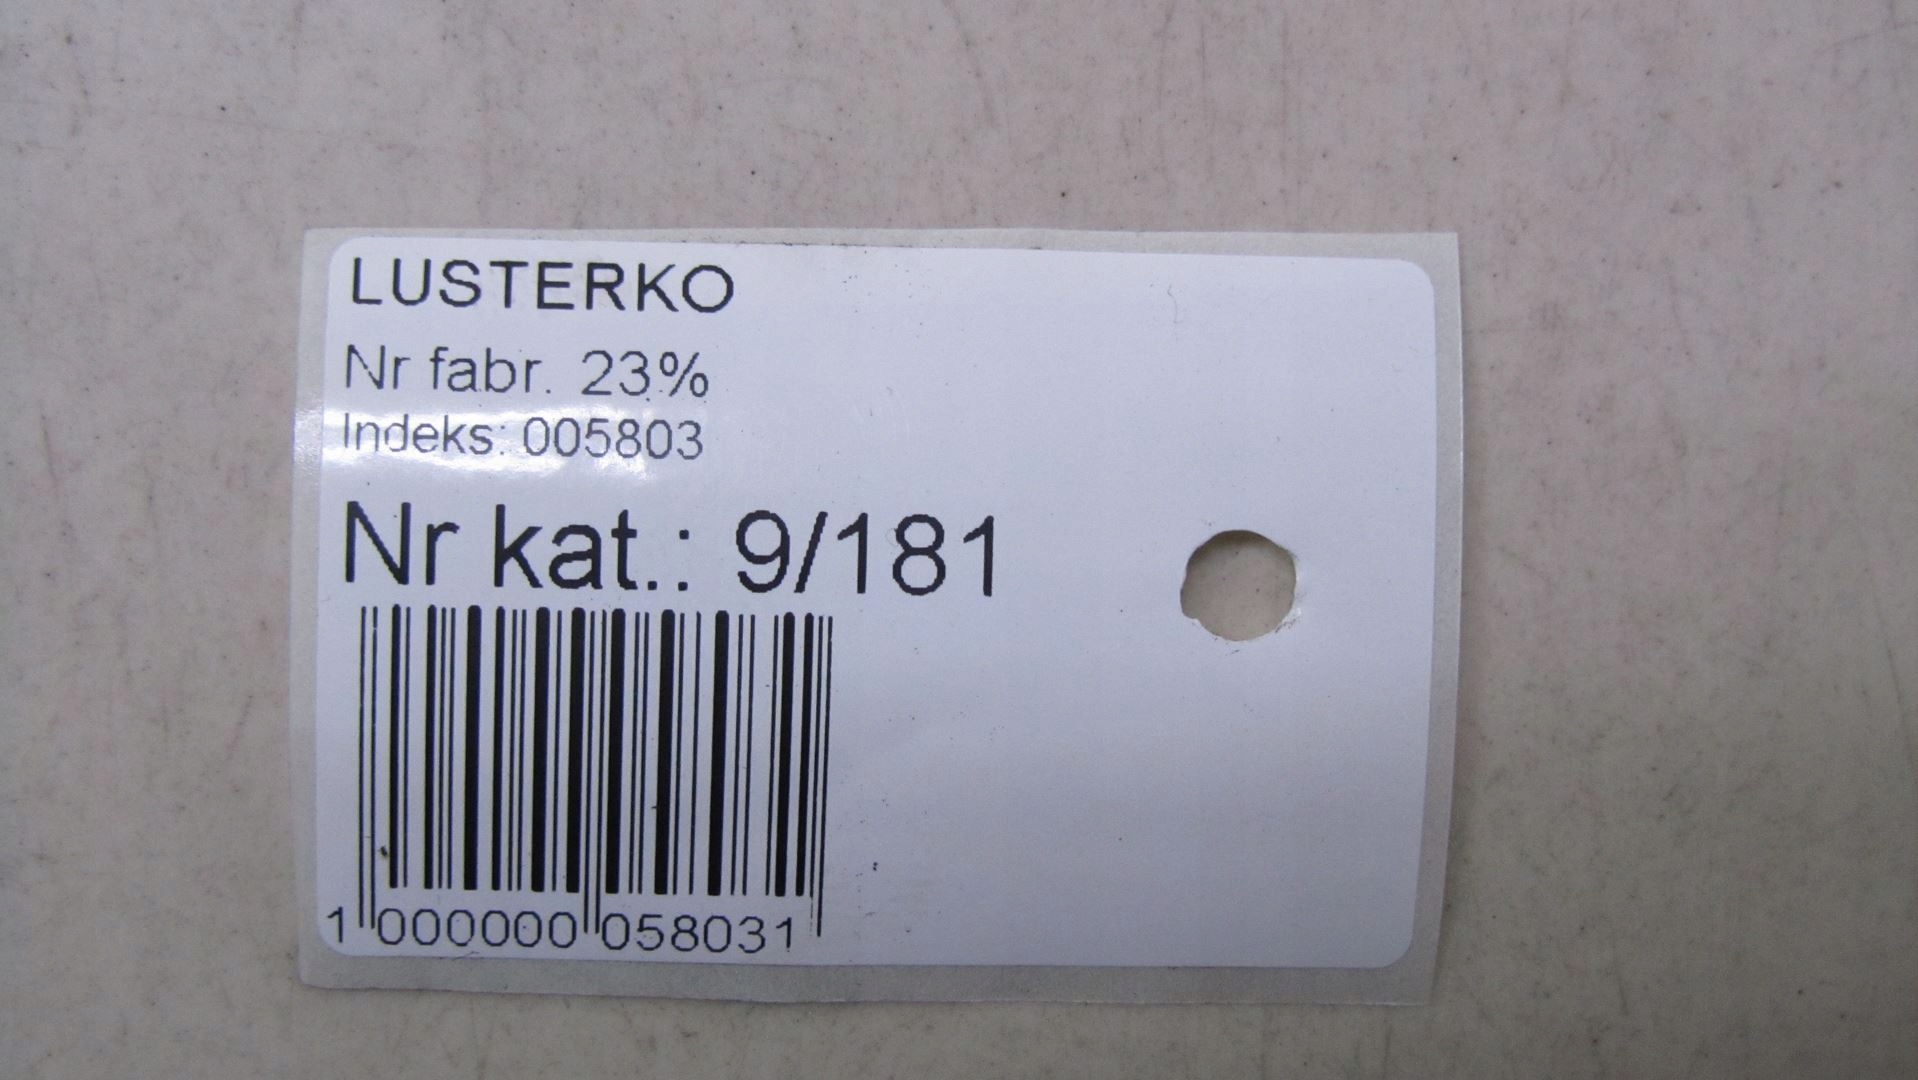 LUSTERKO
Nr fabr. 23%
Indeks: 005803
Nr kat.: 9/181
1 000000 058031